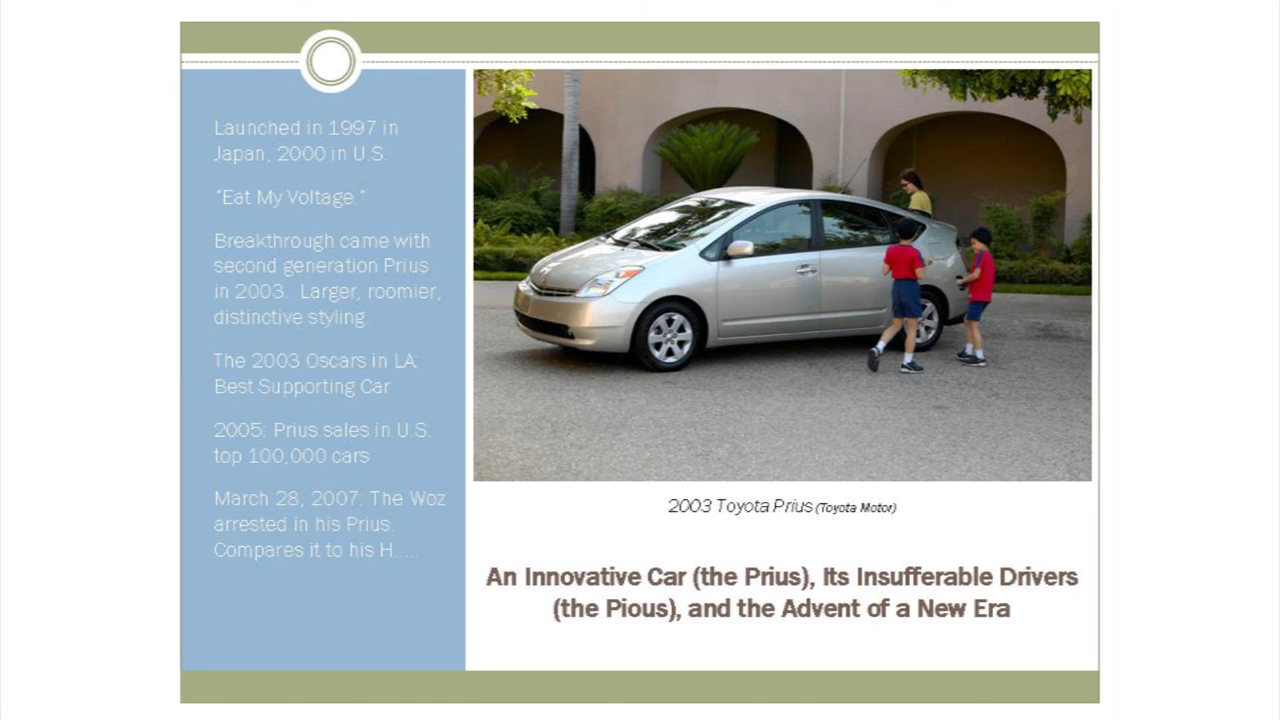 Launched in 1997 in
Japan, 2000 in U.S.
"Eat My Voltage."
Breakthrough came with
second generation Prius
in 2003. Larger, roomier,
distinctive styling.
The 2003 Oscars in LA:
Best Supporting Car
2005: Prius sales in U.S.
top 100,000 cars
March 28, 2007: The Woz
arrested in his Prius.
Compares it to his H.....
2003 Toyota Prius (Toyota Motor)
An Innovative Car (the Prius), Its Insufferable Drivers
(the Pious), and the Advent of a New Era